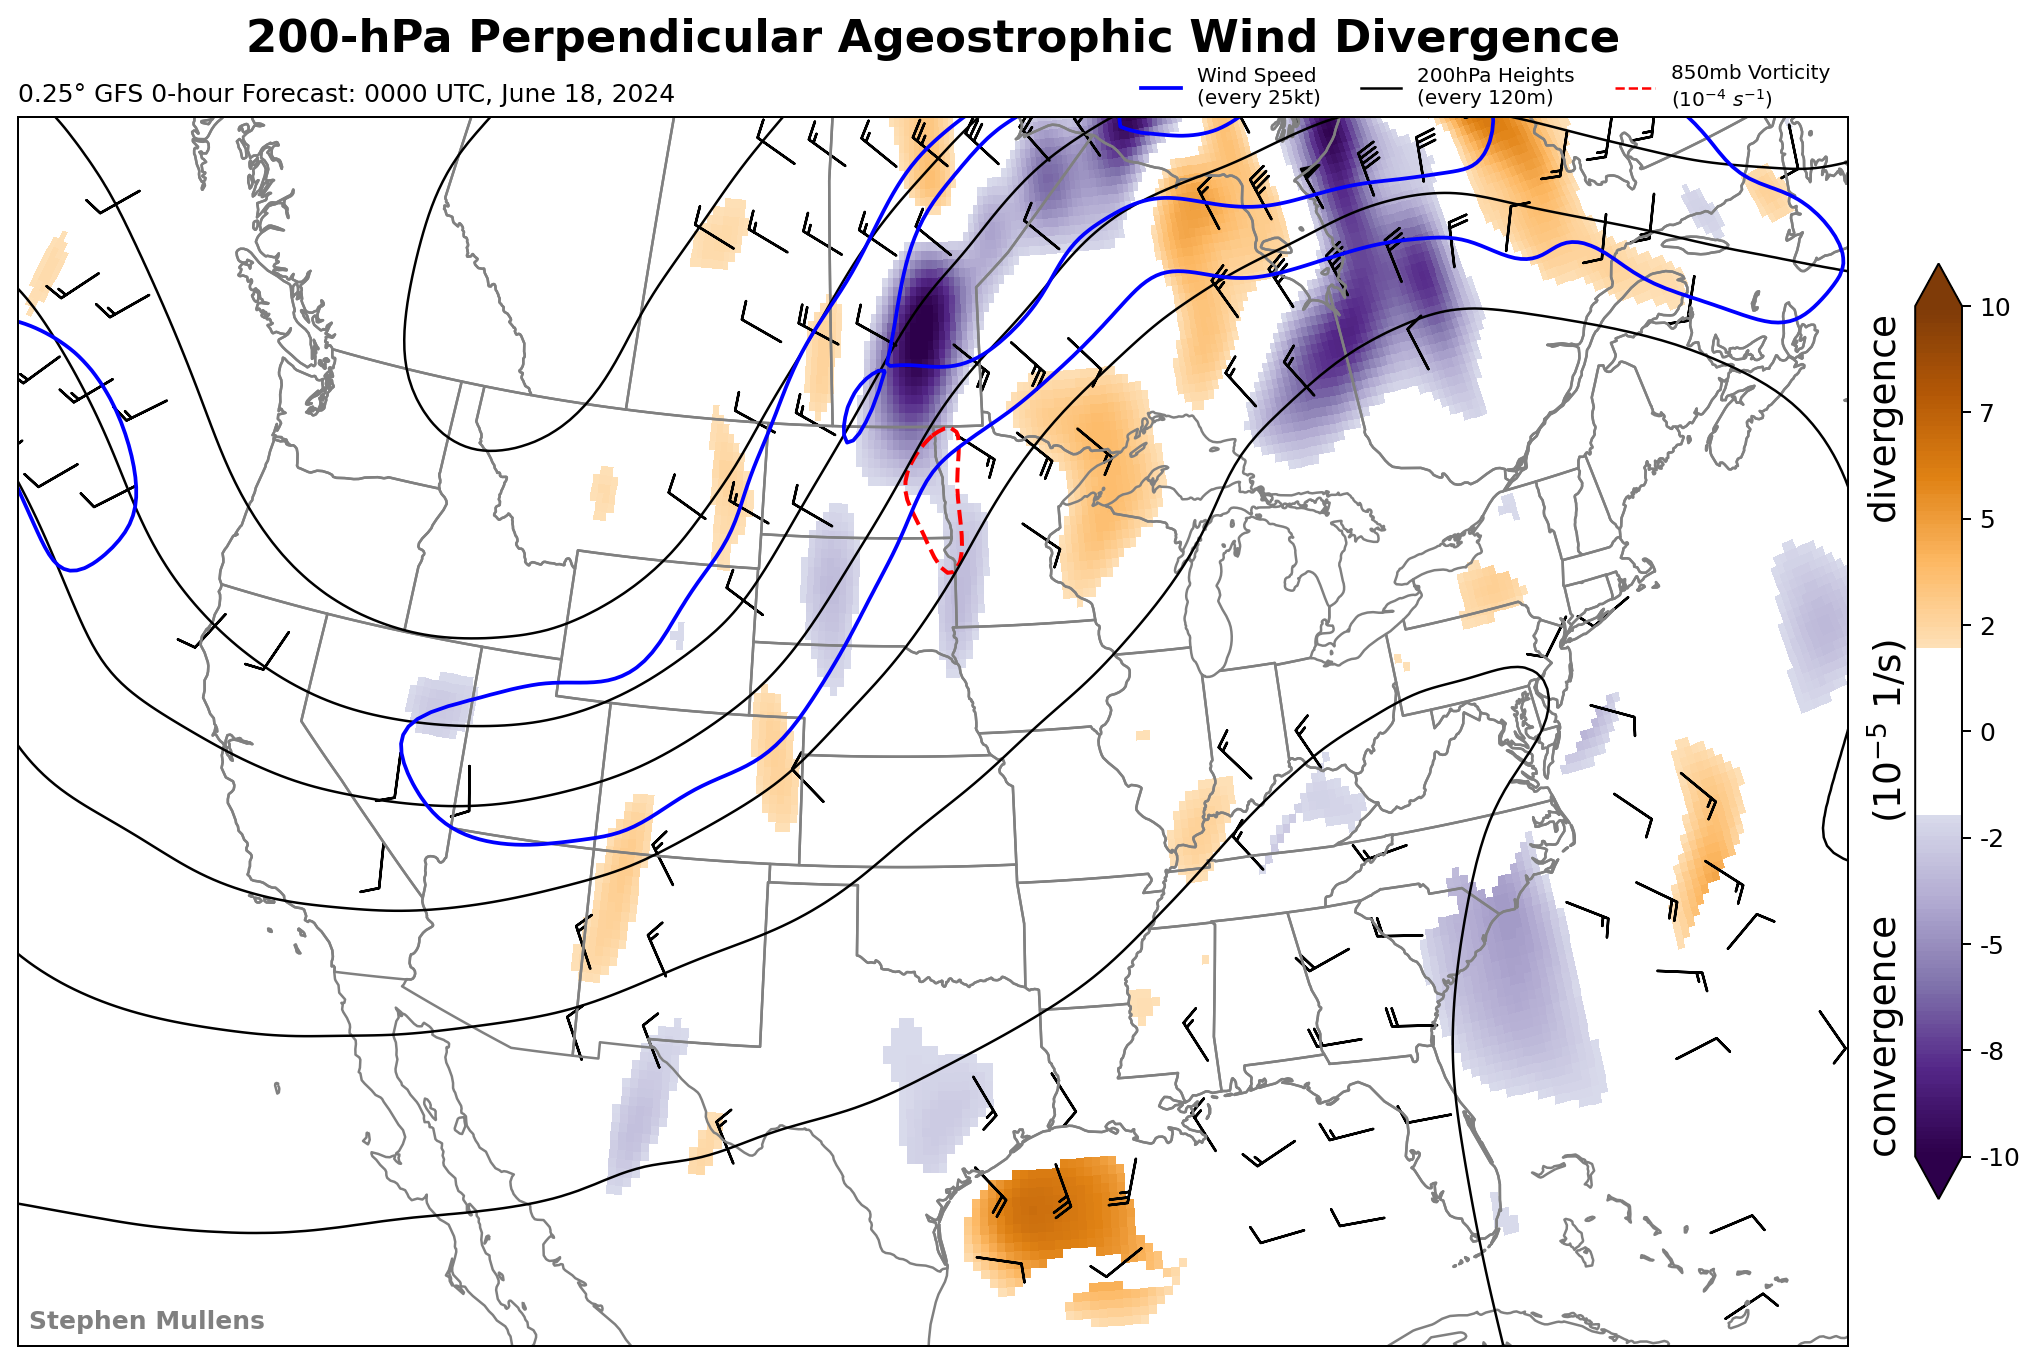 200-hPa Perpendicular Ageostrophic Wind Divergence
0.25° GFS 0-hour Forecast: 0000 UTC, June 18, 2024
Wind Speed
(every 25kt)
200hPa Heights
(every 120m)
850mb Vorticity
(10⁻⁴ s⁻¹)
10
7
5
2
0
-2
-5
-8
-10
convergence (10⁻⁵ 1/s) divergence
Stephen Mullens